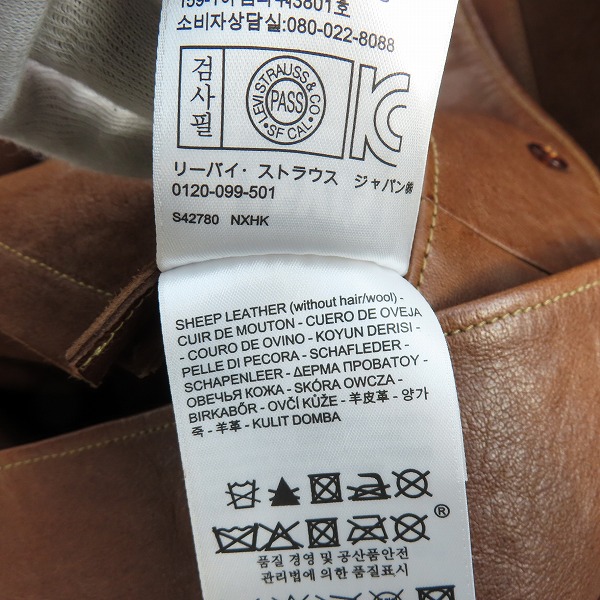 소비자상담실:080-022-8088
검사필
LEVI STRAUSS & CO
PASS
SF CAL.
リーバイ・ストラウス ジャパン㈱
0120-099-501
S42780 NXHK
SHEEP LEATHER (without hair/wool) -
CUIR DE MOUTON - CUERO DE OVEJA
- COURO DE OVINO - KOYUN DERISI -
PELLE DI PECORA - SCHAFLEDER -
SCHAPENLEER - ΔΕΡΜΑ ΠΡΟΒΑΤΟΥ -
ОВЕЧЬЯ КОЖА - SKÓRA OWCZA -
BIRKABŐR - OVČÍ KŮŽE - 羊皮革 - 양가
죽 - 羊革 - KULIT DOMBA
®
품질 경영 및 공산품안전
관리법에 의한 품질표시